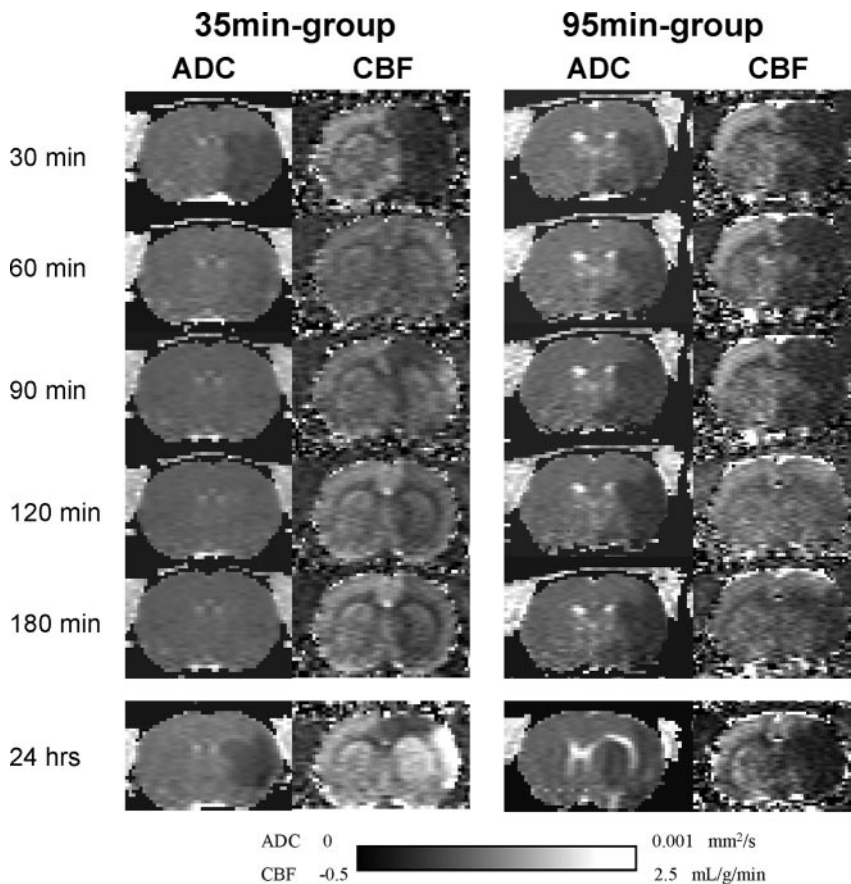 35min-group 95min-group
ADC CBF ADC CBF
30 min
60 min
90 min
120 min
180 min
24 hrs
ADC 0 0.001 mm²/s
CBF -0.5 2.5 mL/g/min